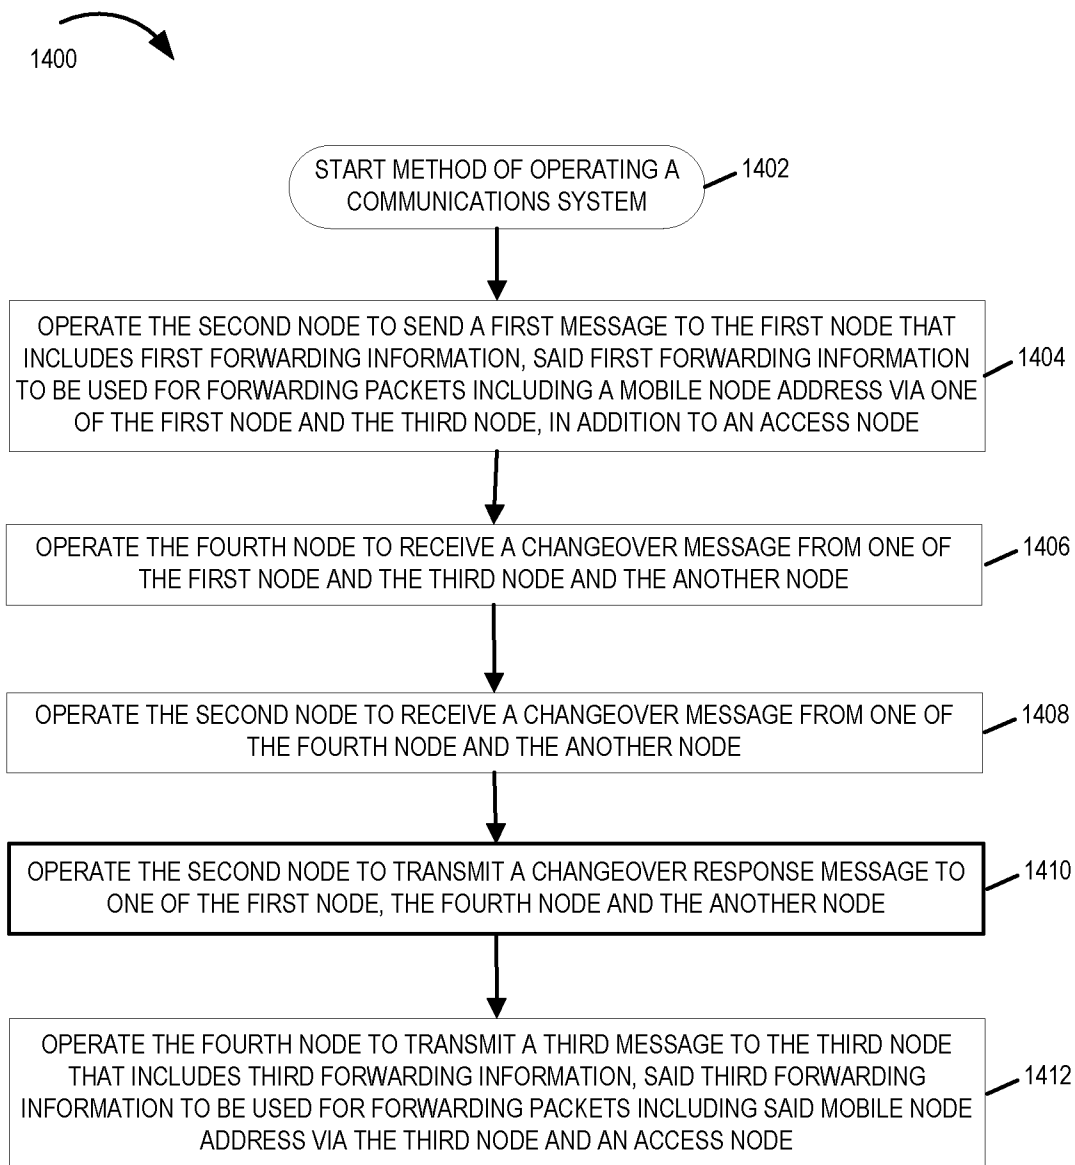 1400
START METHOD OF OPERATING A
COMMUNICATIONS SYSTEM
1402
OPERATE THE SECOND NODE TO SEND A FIRST MESSAGE TO THE FIRST NODE THAT
INCLUDES FIRST FORWARDING INFORMATION, SAID FIRST FORWARDING INFORMATION
TO BE USED FOR FORWARDING PACKETS INCLUDING A MOBILE NODE ADDRESS VIA ONE
OF THE FIRST NODE AND THE THIRD NODE, IN ADDITION TO AN ACCESS NODE
1404
OPERATE THE FOURTH NODE TO RECEIVE A CHANGEOVER MESSAGE FROM ONE OF
THE FIRST NODE AND THE THIRD NODE AND THE ANOTHER NODE
1406
OPERATE THE SECOND NODE TO RECEIVE A CHANGEOVER MESSAGE FROM ONE OF
THE FOURTH NODE AND THE ANOTHER NODE
1408
OPERATE THE SECOND NODE TO TRANSMIT A CHANGEOVER RESPONSE MESSAGE TO
ONE OF THE FIRST NODE, THE FOURTH NODE AND THE ANOTHER NODE
1410
OPERATE THE FOURTH NODE TO TRANSMIT A THIRD MESSAGE TO THE THIRD NODE
THAT INCLUDES THIRD FORWARDING INFORMATION, SAID THIRD FORWARDING
INFORMATION TO BE USED FOR FORWARDING PACKETS INCLUDING SAID MOBILE NODE
ADDRESS VIA THE THIRD NODE AND AN ACCESS NODE
1412